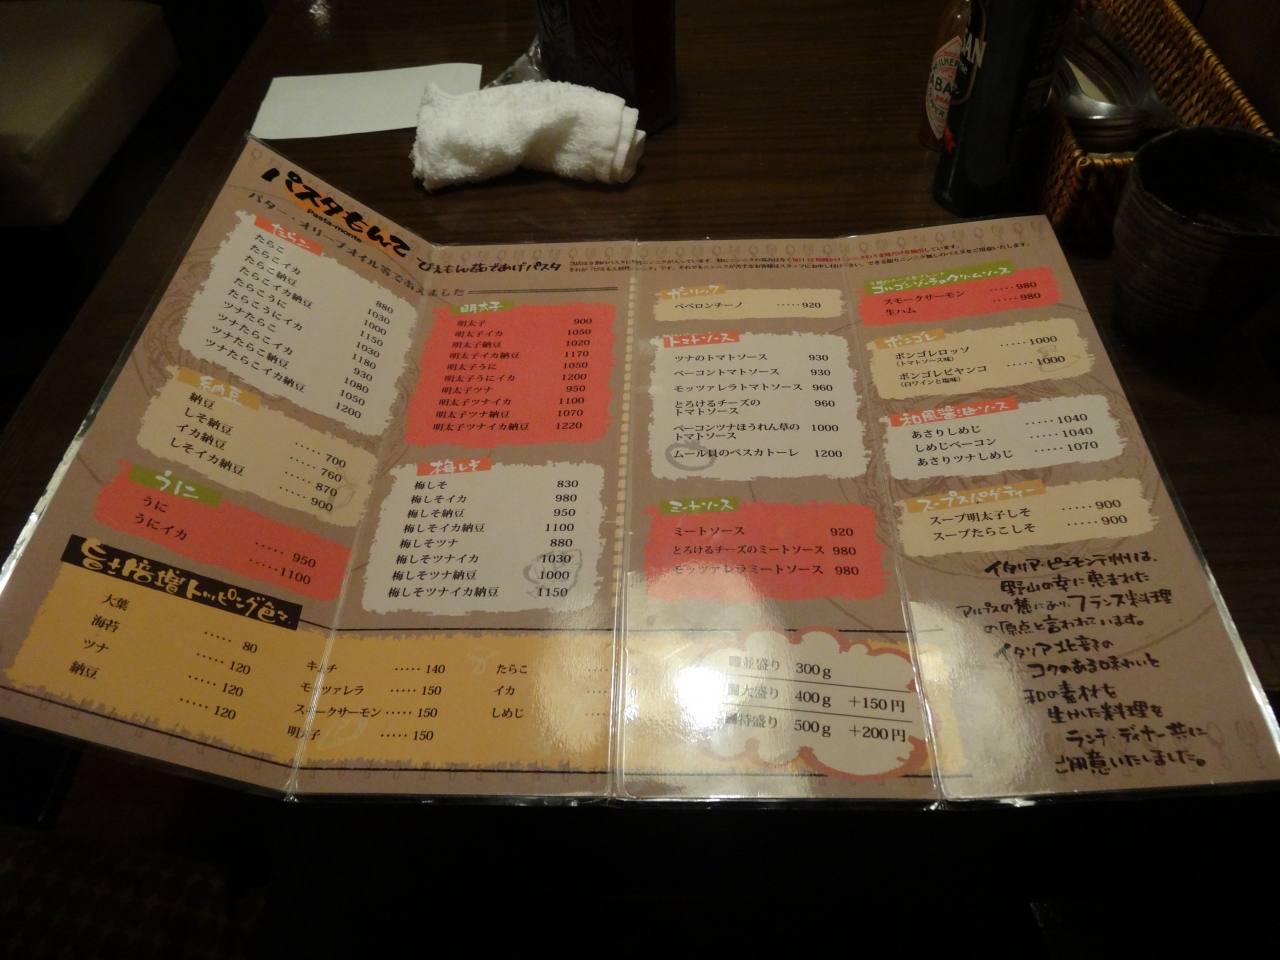 パスタもんて
Pasta-monte
バター・オリーブオイル等であえました
ぴえもん茹であげパスタ
たらこ
たらこ 880
たらこイカ 1030
たらこ納豆 1000
たらこイカ納豆 1150
たらこうに 1030
たらこうにイカ 1180
ツナたらこ 930
ツナたらこイカ 1080
ツナたらこ納豆 1050
ツナたらこイカ納豆 1200
納豆
納豆 ····· 700
しそ納豆 ····· 760
イカ納豆 ····· 870
しそイカ納豆 ····· 900
うに
うに ····· 950
うにイカ ·····1100
明太子
明太子 900
明太子イカ 1050
明太子納豆 1020
明太子イカ納豆 1170
明太子うに 1050
明太子うにイカ 1200
明太子ツナ 950
明太子ツナイカ 1100
明太子ツナ納豆 1070
明太子ツナイカ納豆 1220
梅しそ
梅しそ 830
梅しそイカ 980
梅しそ納豆 950
梅しそイカ納豆 1100
梅しそツナ 880
梅しそツナイカ 1030
梅しそツナ納豆 1000
梅しそツナイカ納豆 1150
ガーリック
ペペロンチーノ ·····920
トマトソース
ツナのトマトソース 930
ベーコントマトソース 930
モッツァレラトマトソース 960
とろけるチーズの
トマトソース 960
ベーコンツナほうれん草の
トマトソース 1000
ムール貝のペスカトーレ 1200
ミートソース
ミートソース 920
とろけるチーズのミートソース 980
モッツァレラミートソース 980
ゴルゴンゾーラのクリームソース
スモークサーモン ·····980
生ハム ·····980
ボンゴレ
ボンゴレロッソ ·····1000
(トマトソース味)
ボンゴレビヤンコ ·····1000
(白ワインと塩味)
和風醤油ソース
あさりしめじ ·····1040
しめじベーコン ·····1040
あさりツナしめじ ·····1070
スープスパゲティー
スープ明太子しそ ·····900
スープたらこしそ ·····900
旨さ倍増トッピング色々
大葉 ····· 80
海苔 ····· 120
ツナ ····· 120
納豆 ····· 120
キムチ ····· 140
モッツァレラ ····· 150
スモークサーモン ····· 150
明太子 ····· 150
たらこ
イカ
しめじ
並盛り 300g
大盛り 400g +150円
特盛り 500g +200円
イタリア・ピエモンテ州は、
野山の幸に恵まれた
アルプスの麓にあり、フランス料理
の原点と言われています。
イタリア北部の
コクのある味わいと
和の素材を
生かした料理を
ランチ・ディナー共に
ご用意いたしました。